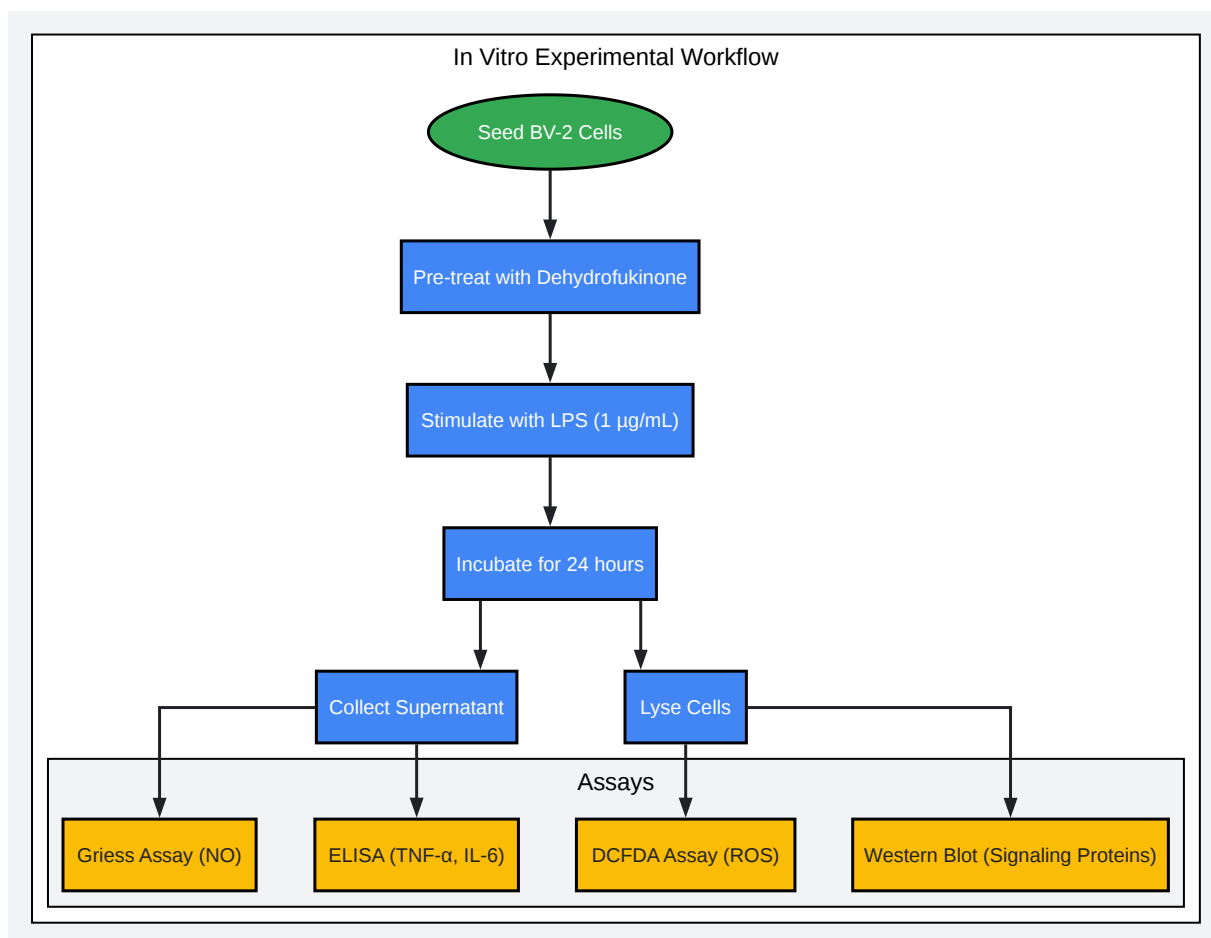 In Vitro Experimental Workflow
Seed BV-2 Cells
Pre-treat with Dehydrofukinone
Stimulate with LPS (1 µg/mL)
Incubate for 24 hours
Collect Supernatant
Lyse Cells
Assays
Griess Assay (NO)
ELISA (TNF-α, IL-6)
DCFDA Assay (ROS)
Western Blot (Signaling Proteins)